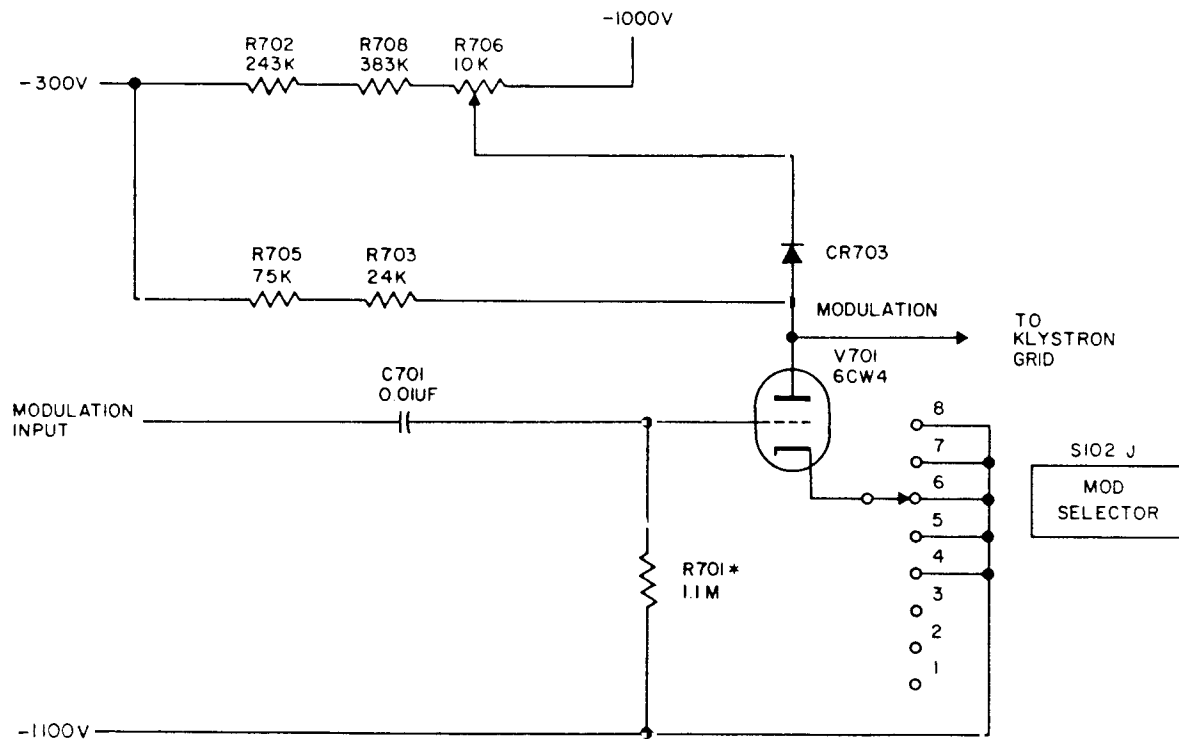 -1000V
R702
243K
R708
383K
R706
10K
-300V
R705
75K
R703
24K
CR703
MODULATION
TO
KLYSTRON
GRID
V701
6CW4
C701
0.01UF
MODULATION
INPUT
8
7
6
5
4
3
2
1
S102 J
MOD
SELECTOR
R701*
1.1M
-1100V